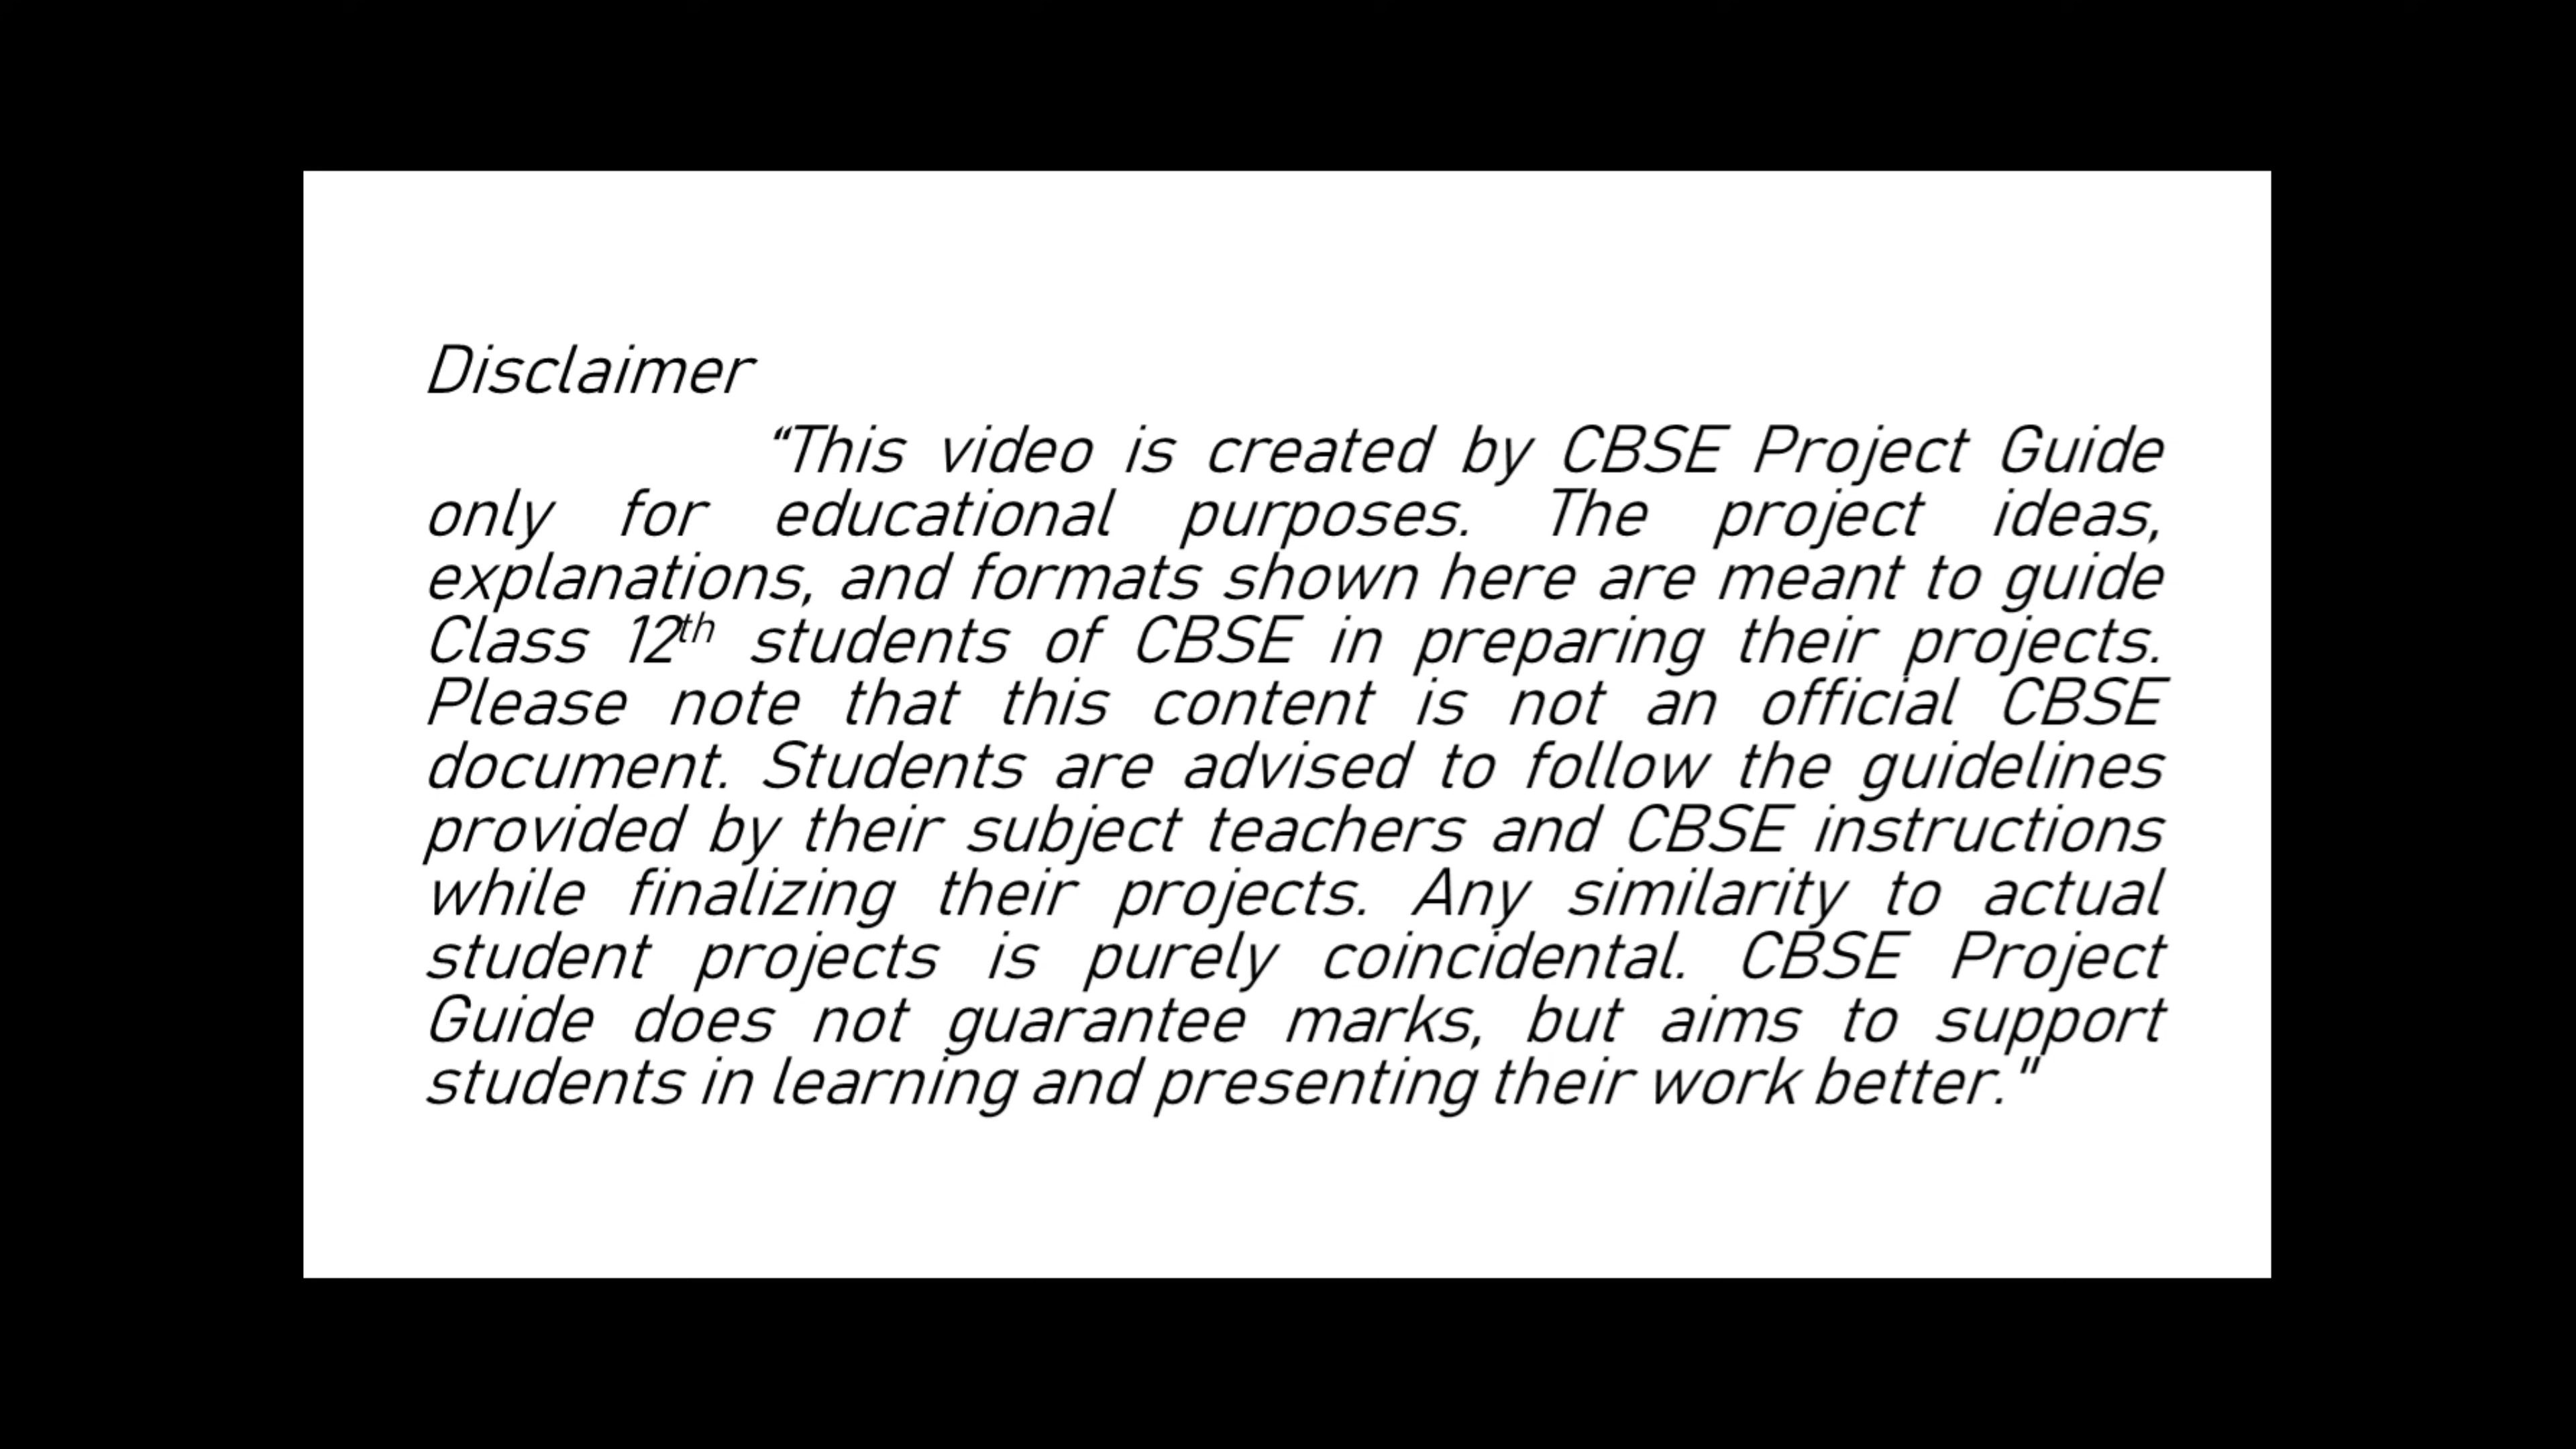 Disclaimer
“This video is created by CBSE Project Guide
only for educational purposes. The project ideas,
explanations, and formats shown here are meant to guide
Class 12th students of CBSE in preparing their projects.
Please note that this content is not an official CBSE
document. Students are advised to follow the guidelines
provided by their subject teachers and CBSE instructions
while finalizing their projects. Any similarity to actual
student projects is purely coincidental. CBSE Project
Guide does not guarantee marks, but aims to support
students in learning and presenting their work better."